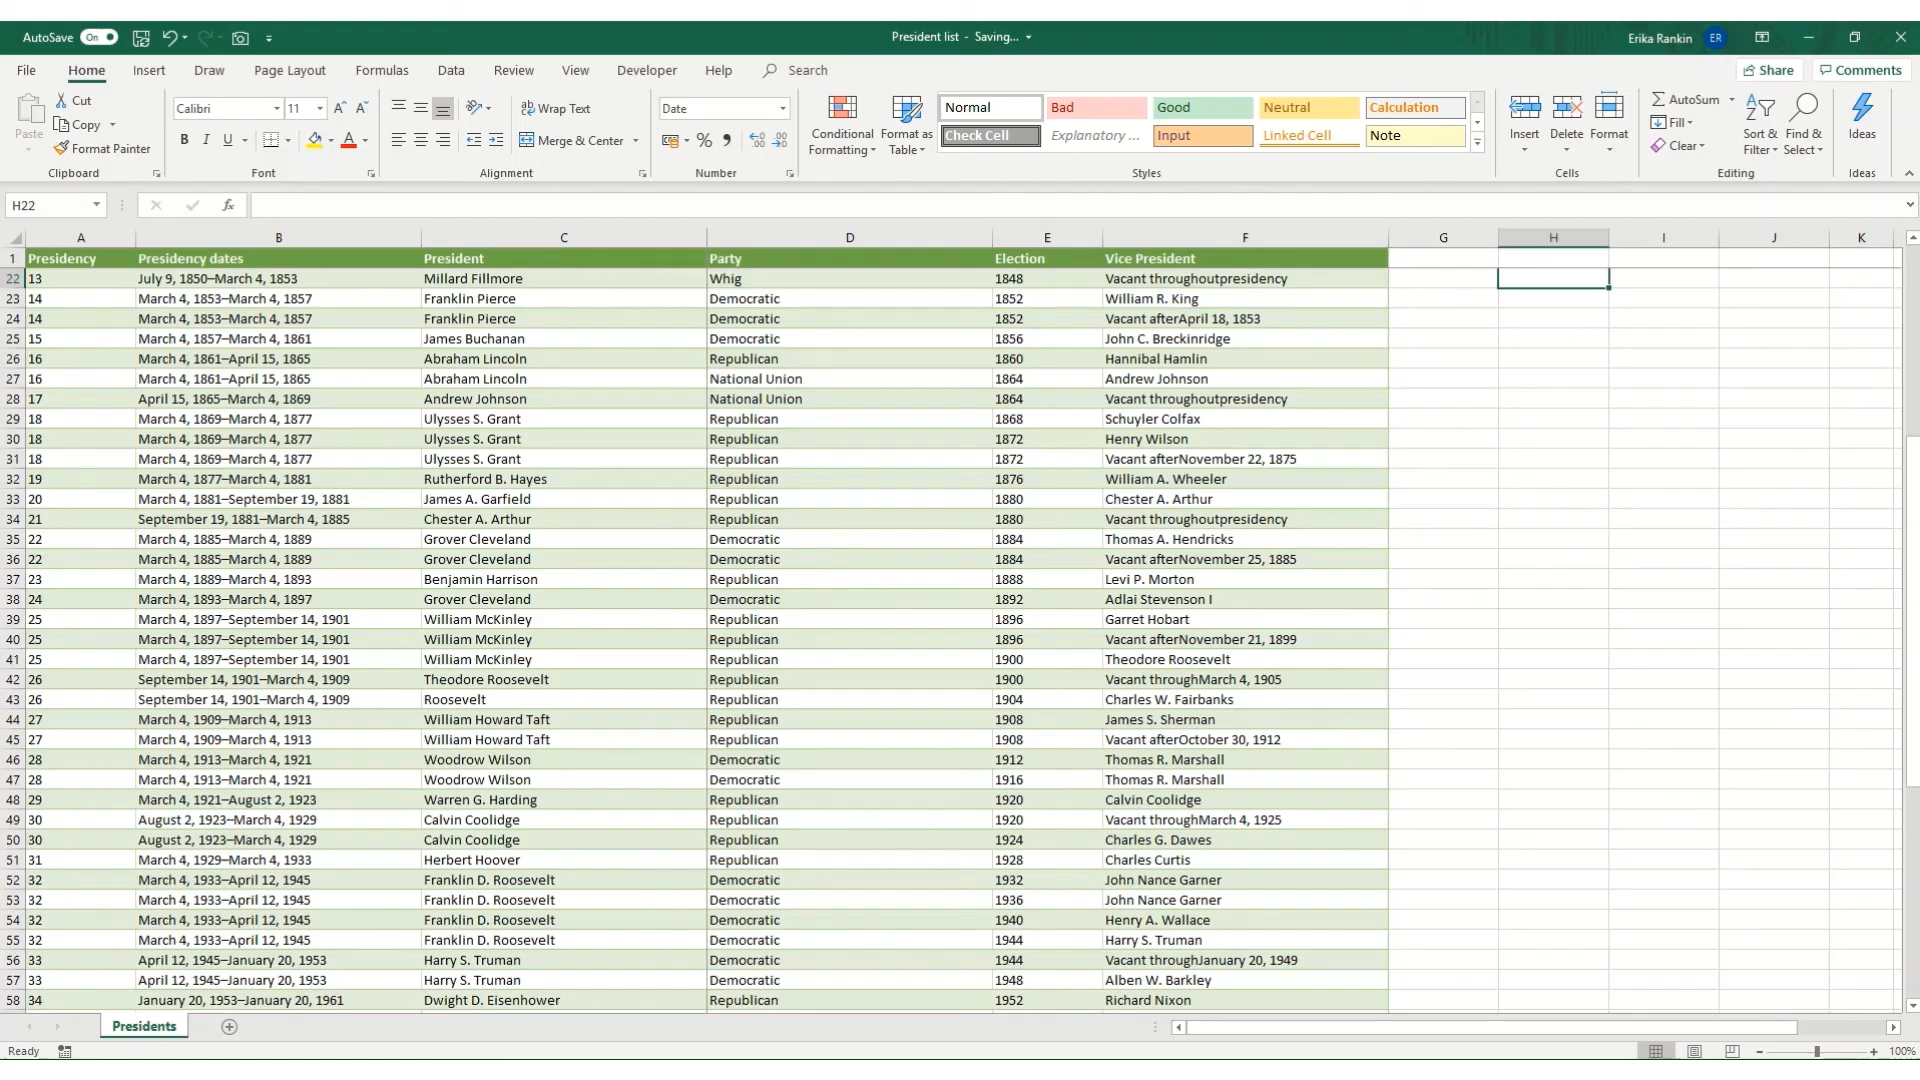 AutoSave On President list - Saving... Erika Rankin ER
File Home Insert Draw Page Layout Formulas Data Review View Developer Help Search Share Comments
Paste Cut Copy Format Painter Clipboard
Calibri 11 A A B I U A Font
ab Wrap Text Merge & Center Alignment
Date % , Number
Conditional Formatting Format as Table
Normal Bad Good Neutral Calculation
Check Cell Explanatory ... Input Linked Cell Note
Styles
Insert Delete Format Cells
AutoSum Fill Clear Sort & Filter Find & Select Editing
Ideas Ideas
H22 fx
A B C D E F G H I J K
1 Presidency Presidency dates President Party Election Vice President
22 13 July 9, 1850–March 4, 1853 Millard Fillmore Whig 1848 Vacant throughoutpresidency
23 14 March 4, 1853–March 4, 1857 Franklin Pierce Democratic 1852 William R. King
24 14 March 4, 1853–March 4, 1857 Franklin Pierce Democratic 1852 Vacant afterApril 18, 1853
25 15 March 4, 1857–March 4, 1861 James Buchanan Democratic 1856 John C. Breckinridge
26 16 March 4, 1861–April 15, 1865 Abraham Lincoln Republican 1860 Hannibal Hamlin
27 16 March 4, 1861–April 15, 1865 Abraham Lincoln National Union 1864 Andrew Johnson
28 17 April 15, 1865–March 4, 1869 Andrew Johnson National Union 1864 Vacant throughoutpresidency
29 18 March 4, 1869–March 4, 1877 Ulysses S. Grant Republican 1868 Schuyler Colfax
30 18 March 4, 1869–March 4, 1877 Ulysses S. Grant Republican 1872 Henry Wilson
31 18 March 4, 1869–March 4, 1877 Ulysses S. Grant Republican 1872 Vacant afterNovember 22, 1875
32 19 March 4, 1877–March 4, 1881 Rutherford B. Hayes Republican 1876 William A. Wheeler
33 20 March 4, 1881–September 19, 1881 James A. Garfield Republican 1880 Chester A. Arthur
34 21 September 19, 1881–March 4, 1885 Chester A. Arthur Republican 1880 Vacant throughoutpresidency
35 22 March 4, 1885–March 4, 1889 Grover Cleveland Democratic 1884 Thomas A. Hendricks
36 22 March 4, 1885–March 4, 1889 Grover Cleveland Democratic 1884 Vacant afterNovember 25, 1885
37 23 March 4, 1889–March 4, 1893 Benjamin Harrison Republican 1888 Levi P. Morton
38 24 March 4, 1893–March 4, 1897 Grover Cleveland Democratic 1892 Adlai Stevenson I
39 25 March 4, 1897–September 14, 1901 William McKinley Republican 1896 Garret Hobart
40 25 March 4, 1897–September 14, 1901 William McKinley Republican 1896 Vacant afterNovember 21, 1899
41 25 March 4, 1897–September 14, 1901 William McKinley Republican 1900 Theodore Roosevelt
42 26 September 14, 1901–March 4, 1909 Theodore Roosevelt Republican 1900 Vacant throughMarch 4, 1905
43 26 September 14, 1901–March 4, 1909 Roosevelt Republican 1904 Charles W. Fairbanks
44 27 March 4, 1909–March 4, 1913 William Howard Taft Republican 1908 James S. Sherman
45 27 March 4, 1909–March 4, 1913 William Howard Taft Republican 1908 Vacant afterOctober 30, 1912
46 28 March 4, 1913–March 4, 1921 Woodrow Wilson Democratic 1912 Thomas R. Marshall
47 28 March 4, 1913–March 4, 1921 Woodrow Wilson Democratic 1916 Thomas R. Marshall
48 29 March 4, 1921–August 2, 1923 Warren G. Harding Republican 1920 Calvin Coolidge
49 30 August 2, 1923–March 4, 1929 Calvin Coolidge Republican 1920 Vacant throughMarch 4, 1925
50 30 August 2, 1923–March 4, 1929 Calvin Coolidge Republican 1924 Charles G. Dawes
51 31 March 4, 1929–March 4, 1933 Herbert Hoover Republican 1928 Charles Curtis
52 32 March 4, 1933–April 12, 1945 Franklin D. Roosevelt Democratic 1932 John Nance Garner
53 32 March 4, 1933–April 12, 1945 Franklin D. Roosevelt Democratic 1936 John Nance Garner
54 32 March 4, 1933–April 12, 1945 Franklin D. Roosevelt Democratic 1940 Henry A. Wallace
55 32 March 4, 1933–April 12, 1945 Franklin D. Roosevelt Democratic 1944 Harry S. Truman
56 33 April 12, 1945–January 20, 1953 Harry S. Truman Democratic 1944 Vacant throughJanuary 20, 1949
57 33 April 12, 1945–January 20, 1953 Harry S. Truman Democratic 1948 Alben W. Barkley
58 34 January 20, 1953–January 20, 1961 Dwight D. Eisenhower Republican 1952 Richard Nixon
Presidents
Ready 100%